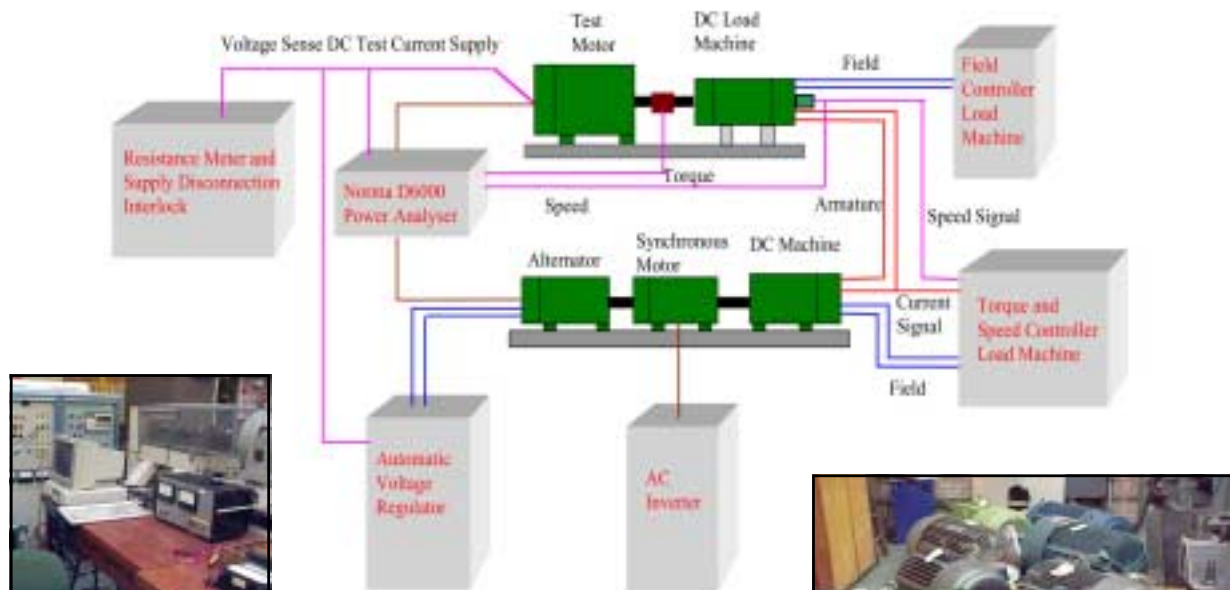 Test
Motor
DC Load
Machine
Voltage Sense DC Test Current Supply
Field
Field
Controller
Load
Machine
Resistance Meter and
Supply Disconnection
Interlock
Norma D6000
Power Analyser
Torque
Speed
Armature
Speed Signal
Alternator
Synchronous
Motor
DC Machine
Current
Signal
Torque and
Speed Controller
Load Machine
Field
Automatic
Voltage
Regulator
AC
Inverter